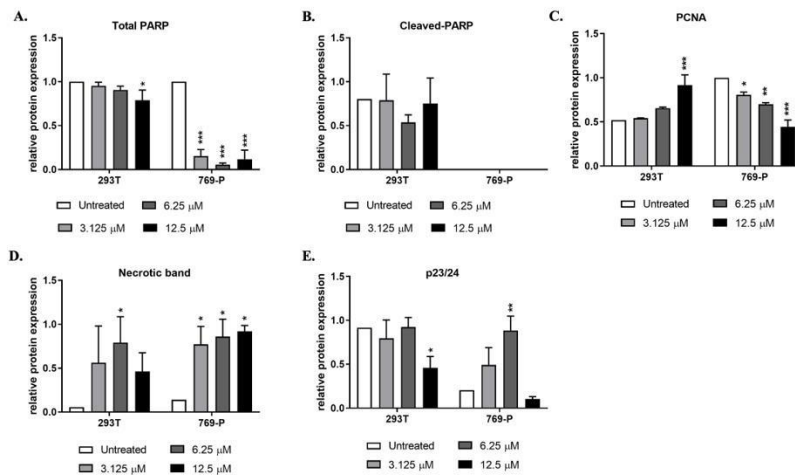 A.
Total PARP
relative protein expression
1.5
1.0
0.5
0.0
*
***
***
***
293T
769-P
Untreated
6.25 μM
3.125 μM
12.5 μM
B.
Cleaved-PARP
relative protein expression
1.5
1.0
0.5
0.0
293T
769-P
Untreated
6.25 μM
3.125 μM
12.5 μM
C.
PCNA
relative protein expression
1.5
1.0
0.5
0.0
***
*
**
***
293T
769-P
Untreated
6.25 μM
3.125 μM
12.5 μM
D.
Necrotic band
relative protein expression
1.5
1.0
0.5
0.0
*
*
*
*
293T
769-P
Untreated
6.25 μM
3.125 μM
12.5 μM
E.
p23/24
relative protein expression
1.5
1.0
0.5
0.0
*
**
293T
769-P
Untreated
6.25 μM
3.125 μM
12.5 μM